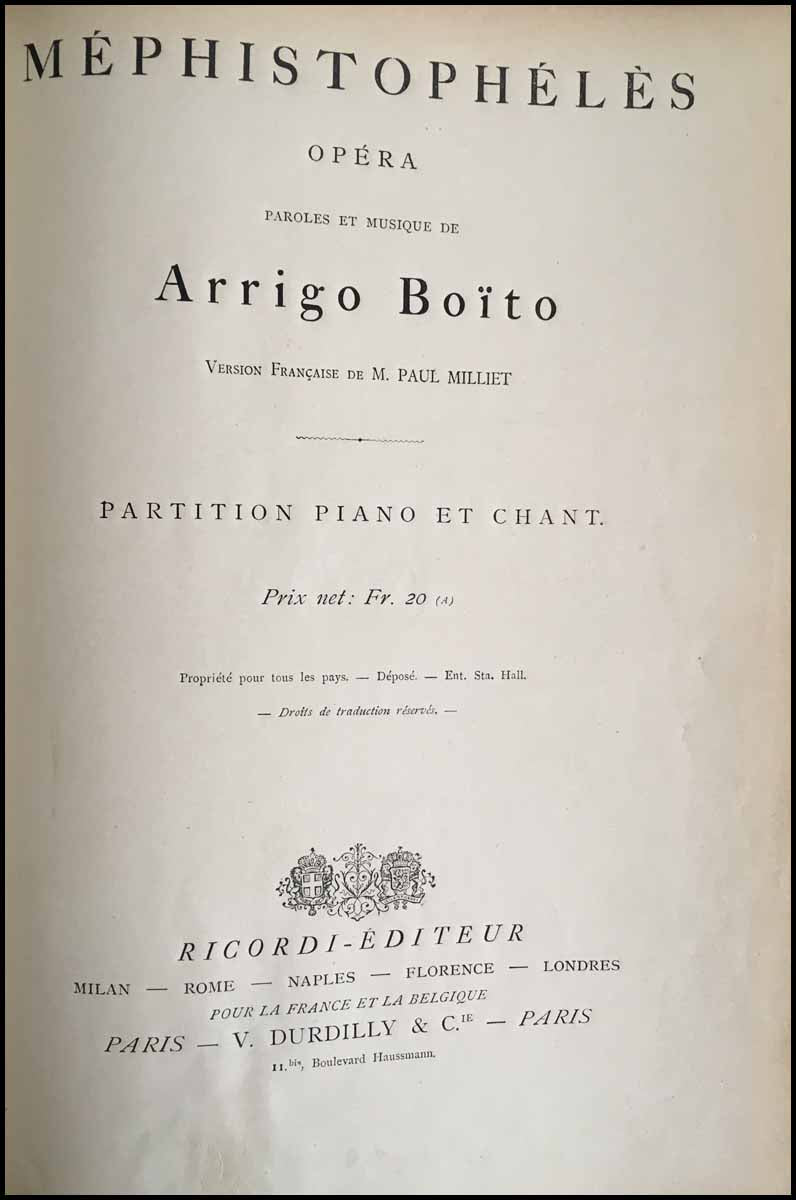 MÉPHISTOPHÉLÈS
OPÉRA
PAROLES ET MUSIQUE DE
Arrigo Boïto
VERSION FRANÇAISE DE M. PAUL MILLIET
PARTITION PIANO ET CHANT.
Prix net: Fr. 20 (A)
Propriété pour tous les pays. — Déposé. — Ent. Sta. Hall.
— Droits de traduction réservés. —
RICORDI-ÉDITEUR
MILAN — ROME — NAPLES — FLORENCE — LONDRES
POUR LA FRANCE ET LA BELGIQUE
PARIS — V. DURDILLY & C.IE — PARIS
11.bis, Boulevard Haussmann.